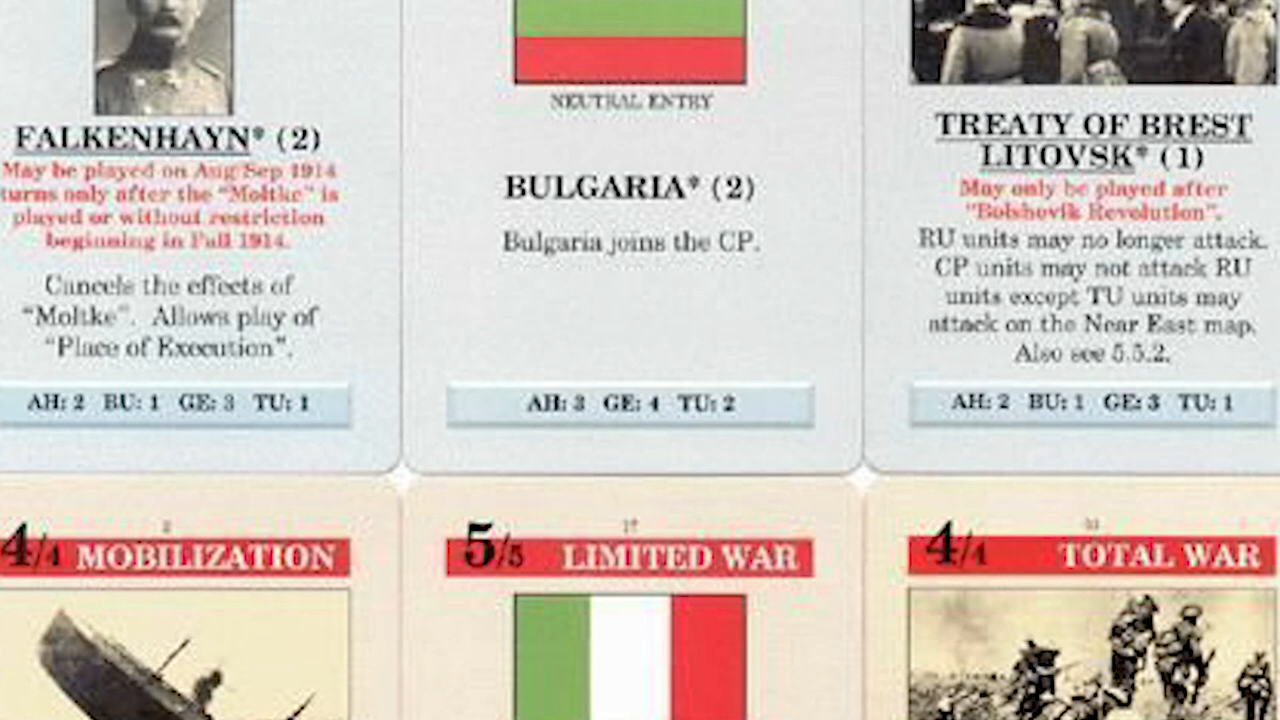 FALKENHAYN* (2)
May be played on Aug/Sep 1914
turns only after the "Moltke" is
played or without restriction
beginning in Fall 1914.
Cancels the effects of
"Moltke". Allows play of
"Place of Execution".
AH: 2 BU: 1 GE: 3 TU: 1
NEUTRAL ENTRY
BULGARIA* (2)
Bulgaria joins the CP.
AH: 3 GE: 4 TU: 2
TREATY OF BREST
LITOVSK* (1)
May only be played after
"Bolshevik Revolution".
RU units may no longer attack.
CP units may not attack RU
units except TU units may
attack on the Near East map.
Also see 5.5.2.
AH: 2 BU: 1 GE: 3 TU: 1
4/4 MOBILIZATION
17
5/5 LIMITED WAR
4/4 TOTAL WAR